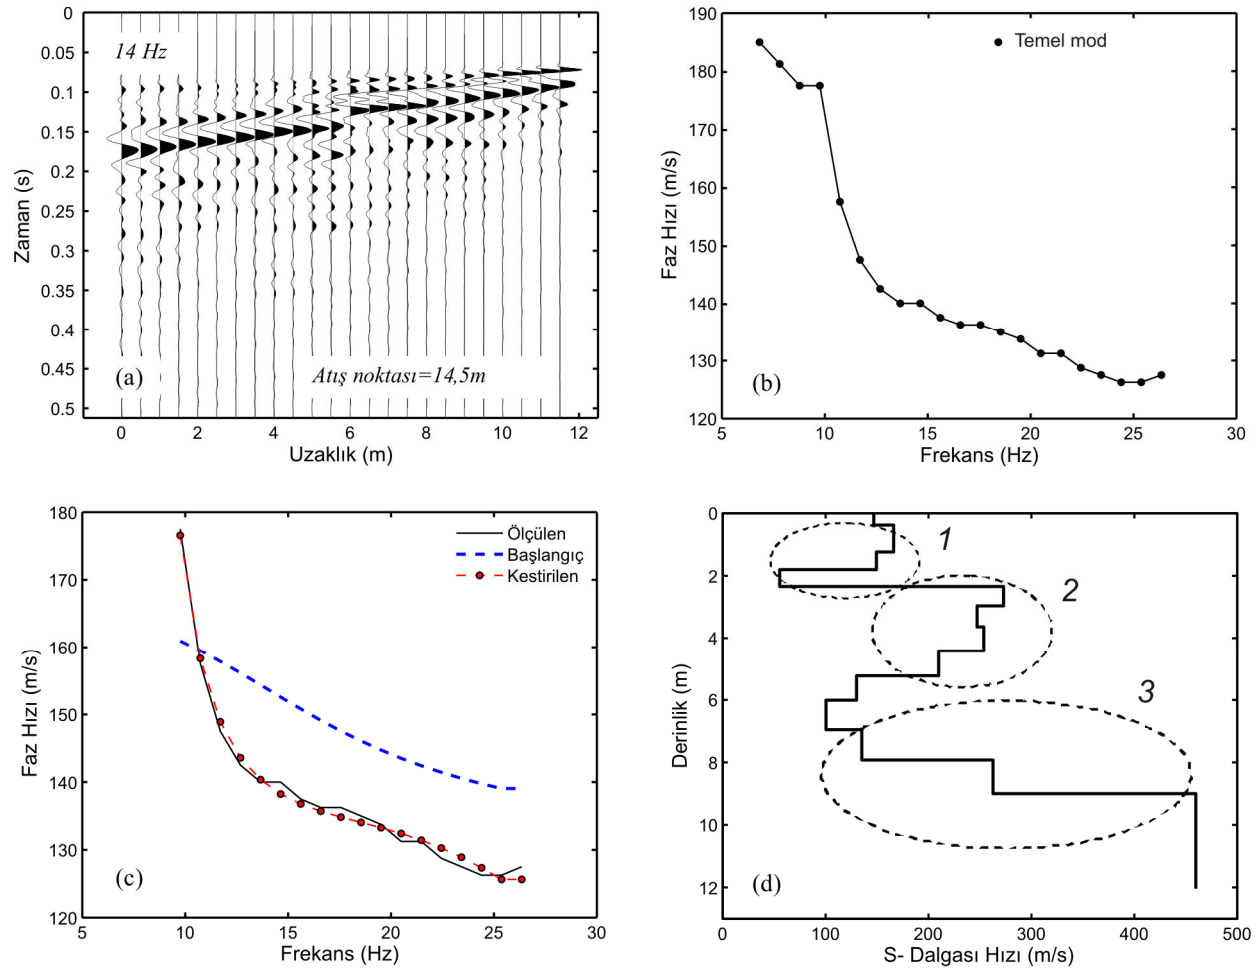 0
0.05
0.1
0.15
0.2
0.25
0.3
0.35
0.4
0.45
0.5
Zaman (s)
14 Hz
(a)
Atış noktası=14,5m
0 2 4 6 8 10 12
Uzaklık (m)
190
180
170
160
150
140
130
120
Faz Hızı (m/s)
Temel mod
(b)
5 10 15 20 25 30
Frekans (Hz)
180
170
160
150
140
130
120
Faz Hızı (m/s)
Ölçülen
Başlangıç
Kestirilen
(c)
5 10 15 20 25 30
Frekans (Hz)
0
2
4
6
8
10
12
Derinlik (m)
1
2
3
(d)
0 100 200 300 400 500
S- Dalgası Hızı (m/s)